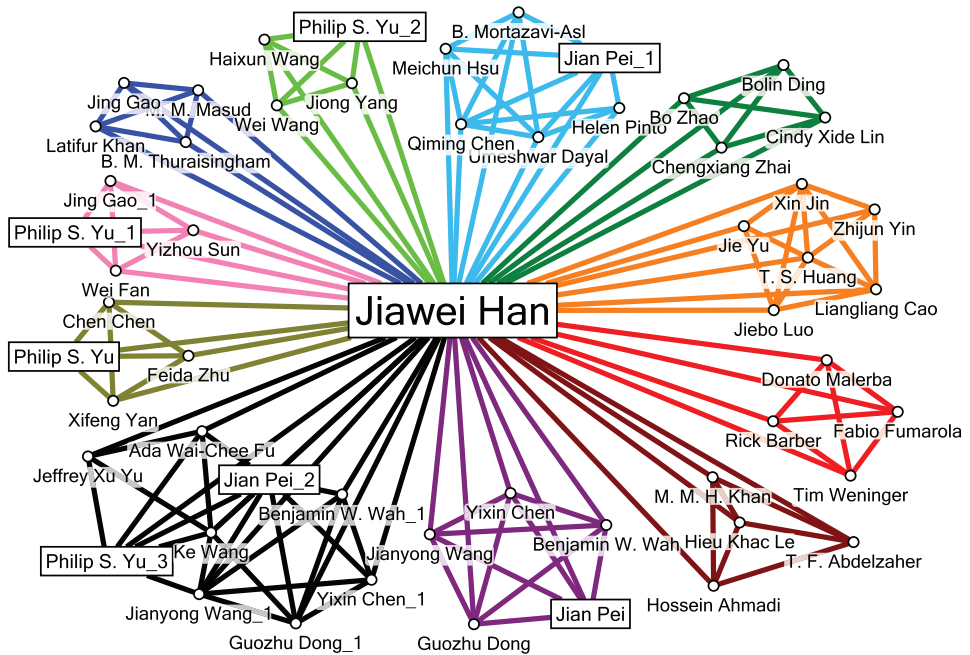 Philip S. Yu_2
B. Mortazavi-Asl
Haixun Wang
Meichun Hsu
Jian Pei_1
Bolin Ding
Jing Gao
M. M. Masud
Jiong Yang
Wei Wang
Helen Pinto
Bo Zhao
Cindy Xide Lin
Latifur Khan
B. M. Thuraisingham
Qiming Chen
Umeshwar Dayal
Chengxiang Zhai
Jing Gao_1
Xin Jin
Zhijun Yin
Philip S. Yu_1
Yizhou Sun
Jie Yu
T. S. Huang
Wei Fan
Liangliang Cao
Jiawei Han
Chen Chen
Jiebo Luo
Philip S. Yu
Feida Zhu
Donato Malerba
Xifeng Yan
Fabio Fumarola
Rick Barber
Ada Wai-Chee Fu
Jeffrey Xu Yu
Jian Pei_2
Tim Weninger
M. M. H. Khan
Benjamin W. Wah_1
Yixin Chen
Ke Wang
Jianyong Wang
Benjamin W. Wah
Hieu Khac Le
T. F. Abdelzaher
Philip S. Yu_3
Yixin Chen_1
Hossein Ahmadi
Jianyong Wang_1
Jian Pei
Guozhu Dong_1
Guozhu Dong